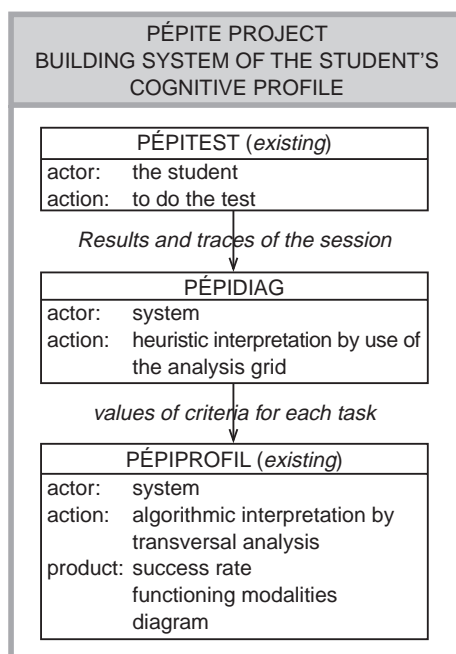 PÉPITE PROJECT
BUILDING SYSTEM OF THE STUDENT'S
COGNITIVE PROFILE
PÉPITEST (existing)
actor: the student
action: to do the test
Results and traces of the session
PÉPIDIAG
actor: system
action: heuristic interpretation by use of
the analysis grid
values of criteria for each task
PÉPIPROFIL (existing)
actor: system
action: algorithmic interpretation by
transversal analysis
product: success rate
functioning modalities
diagram